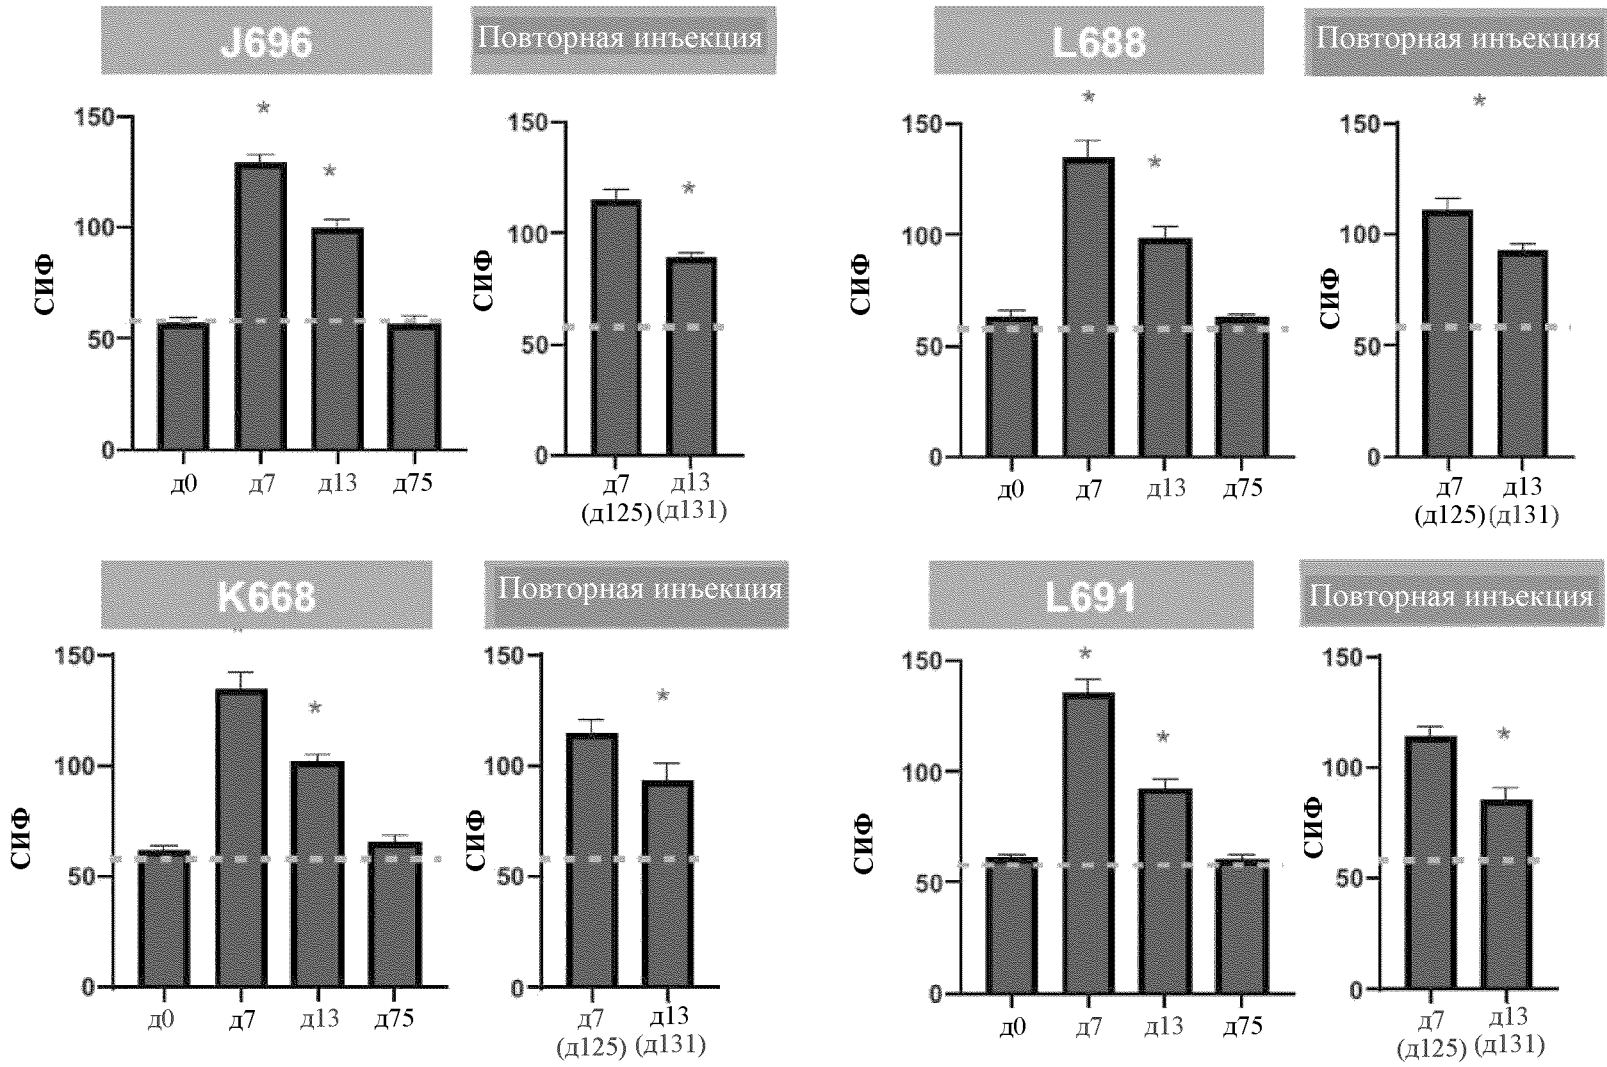 J696
Повторная инъекция
L688
Повторная инъекция
*
*
*
*
*
*
150
100
50
0
СИФ
д0 д7 д13 д75
150
100
50
0
СИФ
д7 д13
(д125) (д131)
150
100
50
0
СИФ
д0 д7 д13 д75
150
100
50
0
СИФ
д7 д13
(д125) (д131)
K668
Повторная инъекция
L691
Повторная инъекция
*
*
*
*
*
150
100
50
0
СИФ
д0 д7 д13 д75
150
100
50
0
СИФ
д7 д13
(д125) (д131)
150
100
50
0
СИФ
д0 д7 д13 д75
150
100
50
0
СИФ
д7 д13
(д125) (д131)